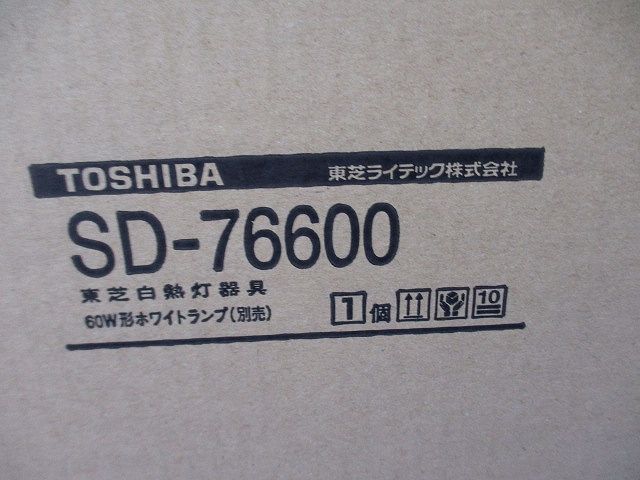 TOSHIBA 東芝ライテック株式会社
SD-76600
東芝白熱灯器具
60W形ホワイトランプ(別売)
1個 10